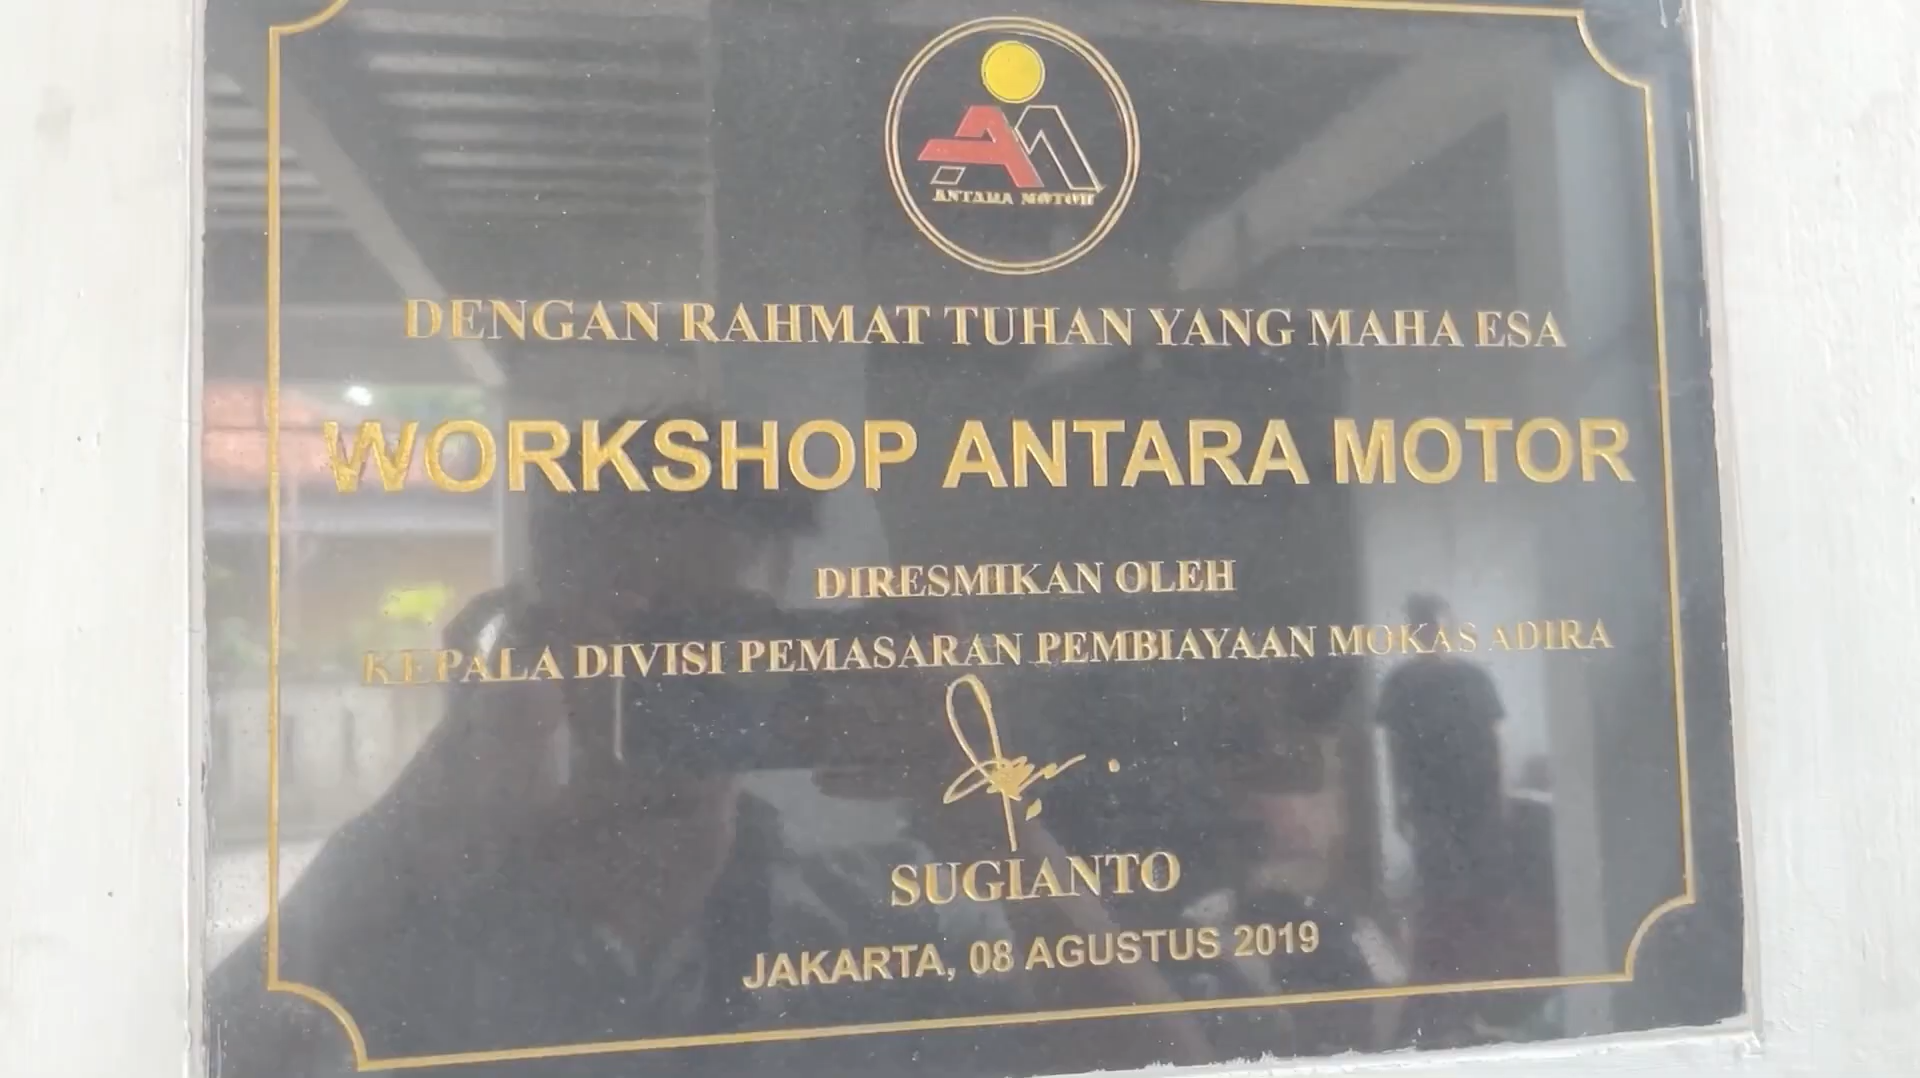 AM
ANTARA MOTOR
DENGAN RAHMAT TUHAN YANG MAHA ESA
WORKSHOP ANTARA MOTOR
DIRESMIKAN OLEH
KEPALA DIVISI PEMASARAN PEMBIAYAAN MOKAS ADIRA
SUGIANTO
JAKARTA, 08 AGUSTUS 2019